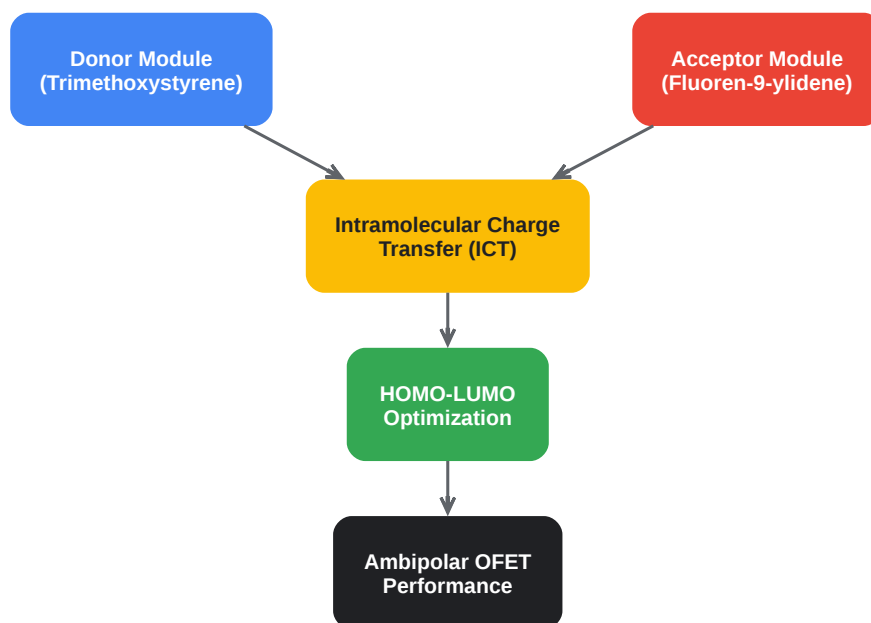 Donor Module
(Trimethoxystyrene)
Acceptor Module
(Fluoren-9-ylidene)
Intramolecular Charge
Transfer (ICT)
HOMO-LUMO
Optimization
Ambipolar OFET
Performance